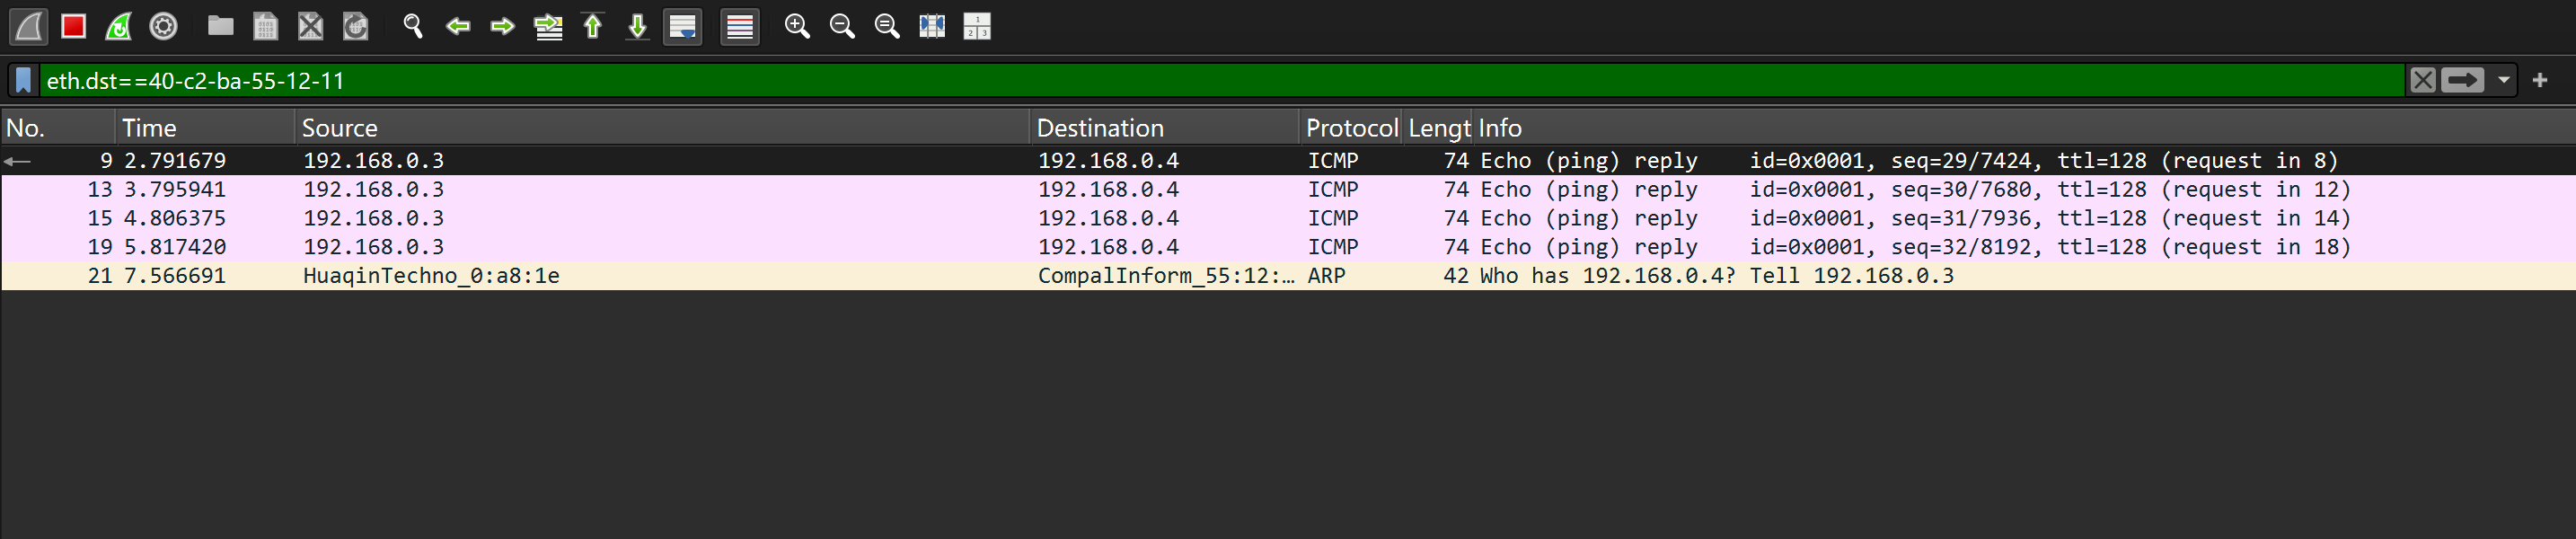 eth.dst==40-c2-ba-55-12-11
No. Time Source Destination Protocol Lengt Info
9 2.791679 192.168.0.3 192.168.0.4 ICMP 74 Echo (ping) reply id=0x0001, seq=29/7424, ttl=128 (request in 8)
13 3.795941 192.168.0.3 192.168.0.4 ICMP 74 Echo (ping) reply id=0x0001, seq=30/7680, ttl=128 (request in 12)
15 4.806375 192.168.0.3 192.168.0.4 ICMP 74 Echo (ping) reply id=0x0001, seq=31/7936, ttl=128 (request in 14)
19 5.817420 192.168.0.3 192.168.0.4 ICMP 74 Echo (ping) reply id=0x0001, seq=32/8192, ttl=128 (request in 18)
21 7.566691 HuaqinTechno_0:a8:1e CompalInform_55:12:… ARP 42 Who has 192.168.0.4? Tell 192.168.0.3